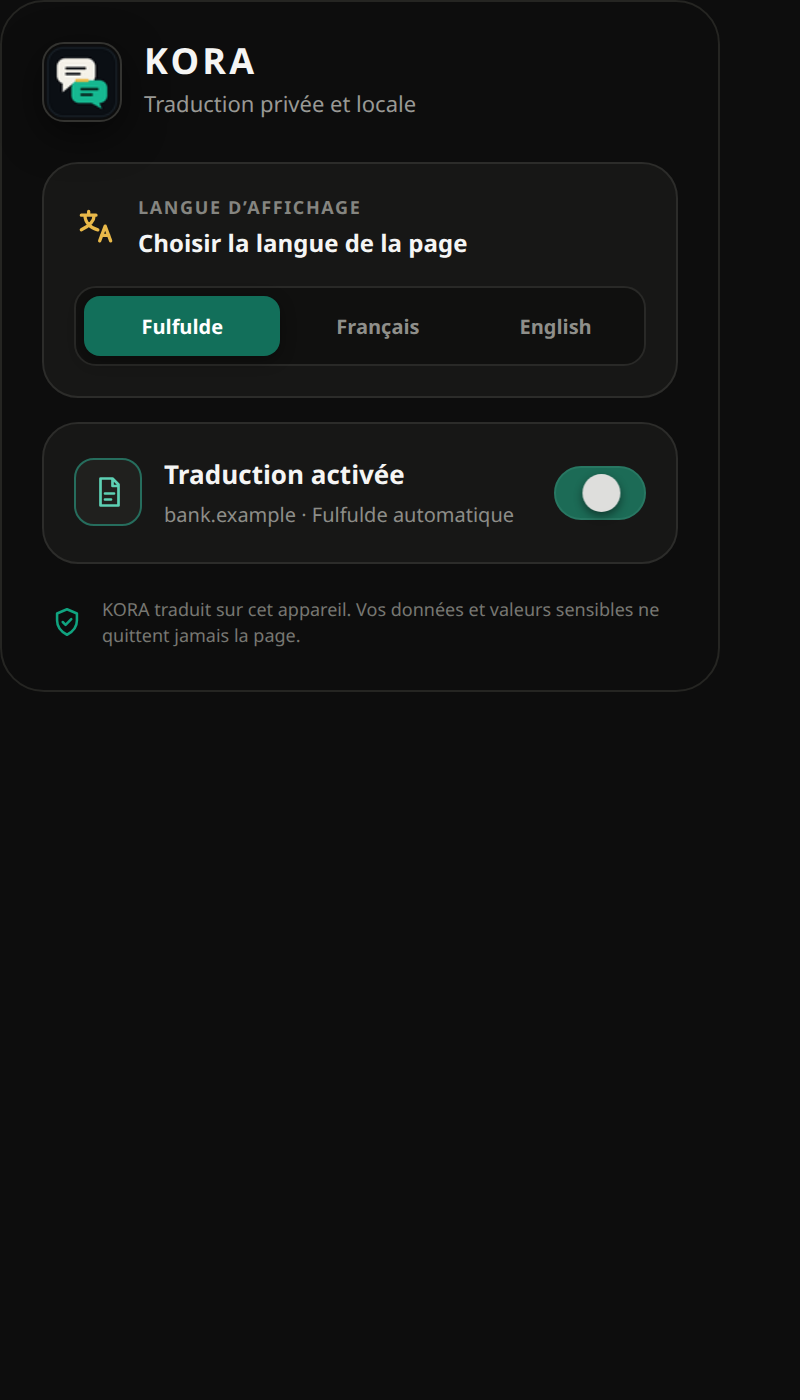 KORA
Traduction privée et locale
LANGUE D’AFFICHAGE
Choisir la langue de la page
Fulfulde Français English
Traduction activée
bank.example · Fulfulde automatique
KORA traduit sur cet appareil. Vos données et valeurs sensibles ne
quittent jamais la page.